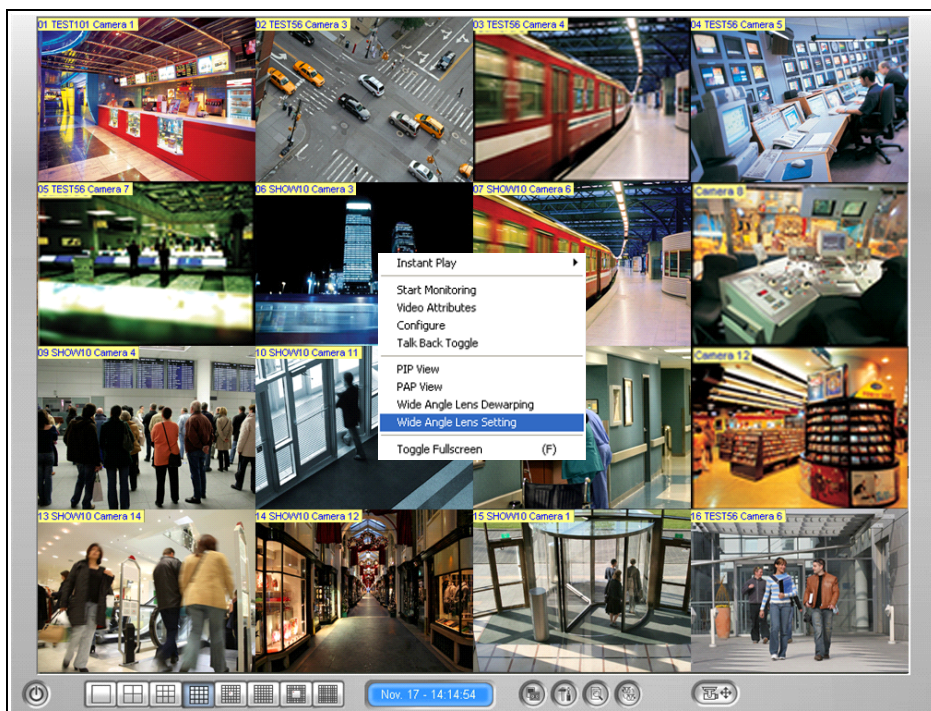 01 TEST101 Camera 1
02 TEST56 Camera 3
03 TEST56 Camera 4
04 TEST56 Camera 5
05 TEST56 Camera 7
06 SHOW10 Camera 3
07 SHOW10 Camera 6
Camera 8
Instant Play
Start Monitoring
Video Attributes
Configure
Talk Back Toggle
PIP View
PAP View
Wide Angle Lens Dewarping
Wide Angle Lens Setting
Toggle Fullscreen (F)
09 SHOW10 Camera 4
10 SHOW10 Camera 11
Camera 12
13 SHOW10 Camera 14
14 SHOW10 Camera 12
15 SHOW10 Camera 1
16 TEST56 Camera 6
Nov. 17 - 14:14:54